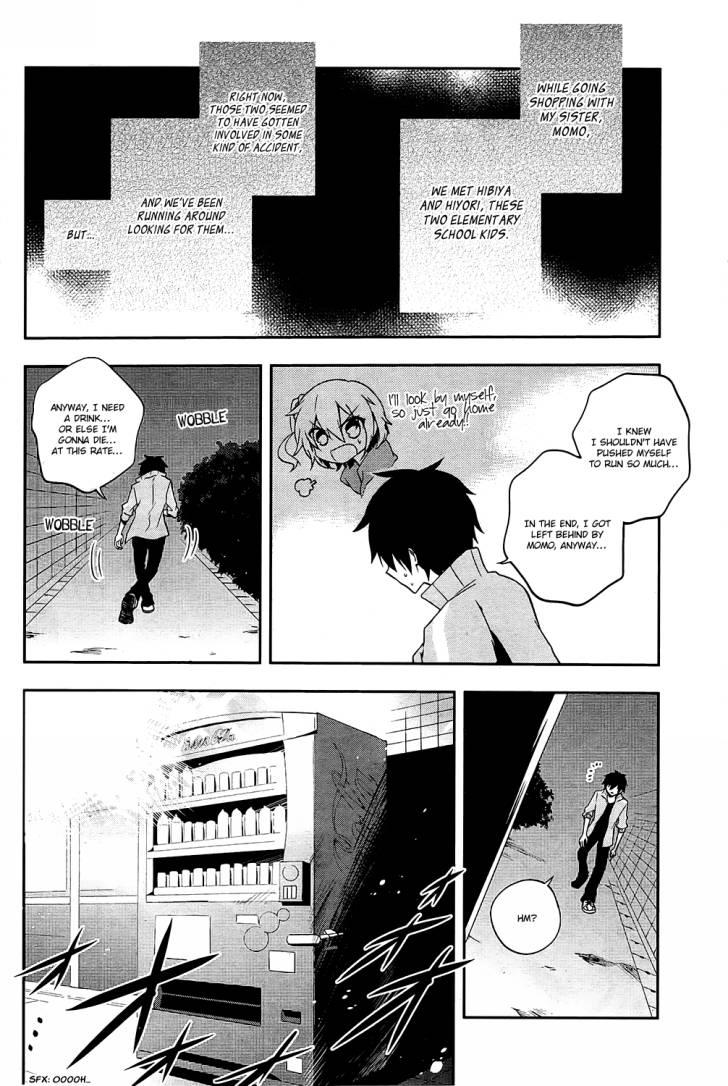 WHILE GOING
SHOPPING WITH
MY SISTER,
MOMO,
WE MET HIBIYA
AND HIYORI, THESE
TWO ELEMENTARY
SCHOOL KIDS.
RIGHT NOW,
THOSE TWO SEEMED
TO HAVE GOTTEN
INVOLVED IN SOME
KIND OF ACCIDENT,
AND WE'VE BEEN
RUNNING AROUND
LOOKING FOR THEM...
BUT...
I KNEW
I SHOULDN'T HAVE
PUSHED MYSELF
TO RUN SO MUCH...
IN THE END, I GOT
LEFT BEHIND BY
MOMO, ANYWAY...
I'll look by myself,
so just go home
already!!
ANYWAY, I NEED
A DRINK...
OR ELSE I'M
GONNA DIE...
AT THIS RATE...
WOBBLE
WOBBLE
HM?
SFX: OOOOH...